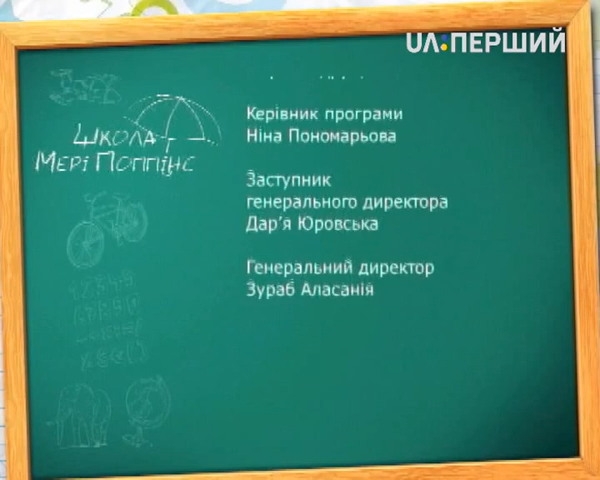 UA:ПЕРШИЙ
Школа
Мері Поппінс
Керівник програми
Ніна Пономарьова
Заступник
генерального директора
Дар’я Юровська
Генеральний директор
Зураб Аласанія